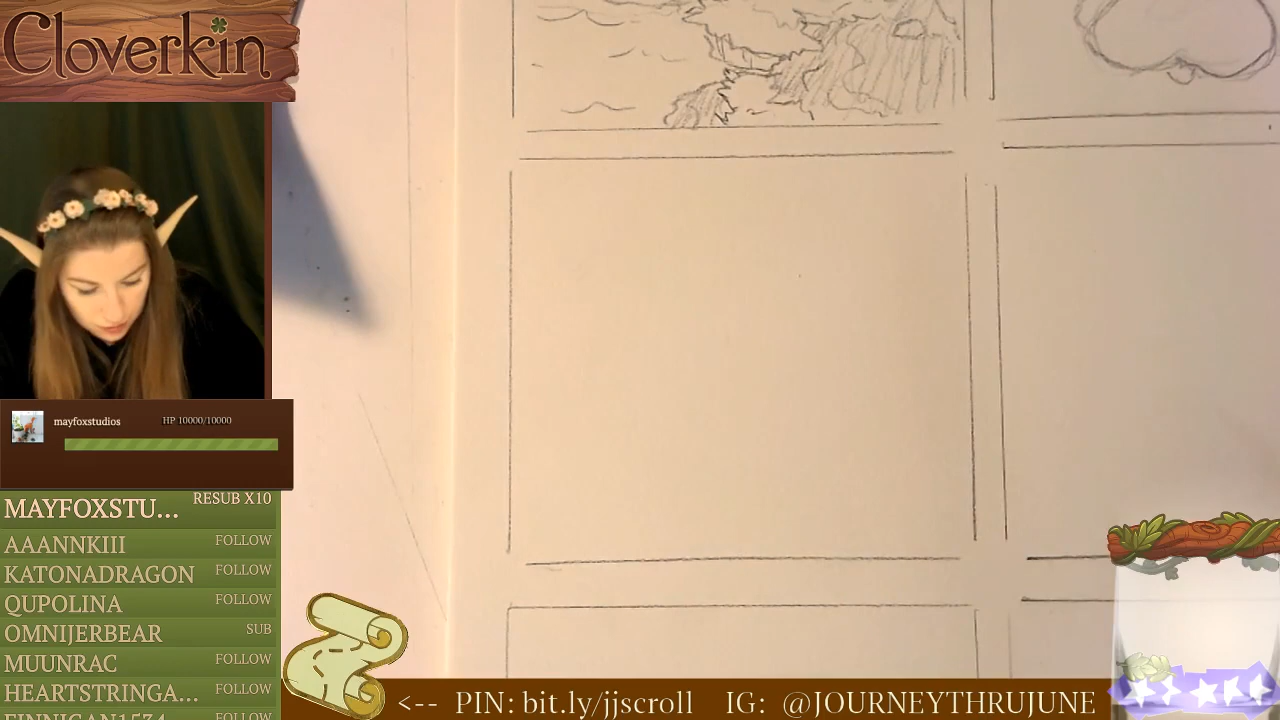 Cloverkin
mayfoxstudios HP 10000/10000
MAYFOXSTU... RESUB X10
AAANNKIII FOLLOW
KATONADRAGON FOLLOW
QUPOLINA FOLLOW
OMNIJERBEAR SUB
MUUNRAC FOLLOW
HEARTSTRINGA... FOLLOW
FINNIGAN1534 FOLLOW
<-- PIN: bit.ly/jjscroll IG: @JOURNEYTHRUJUNE